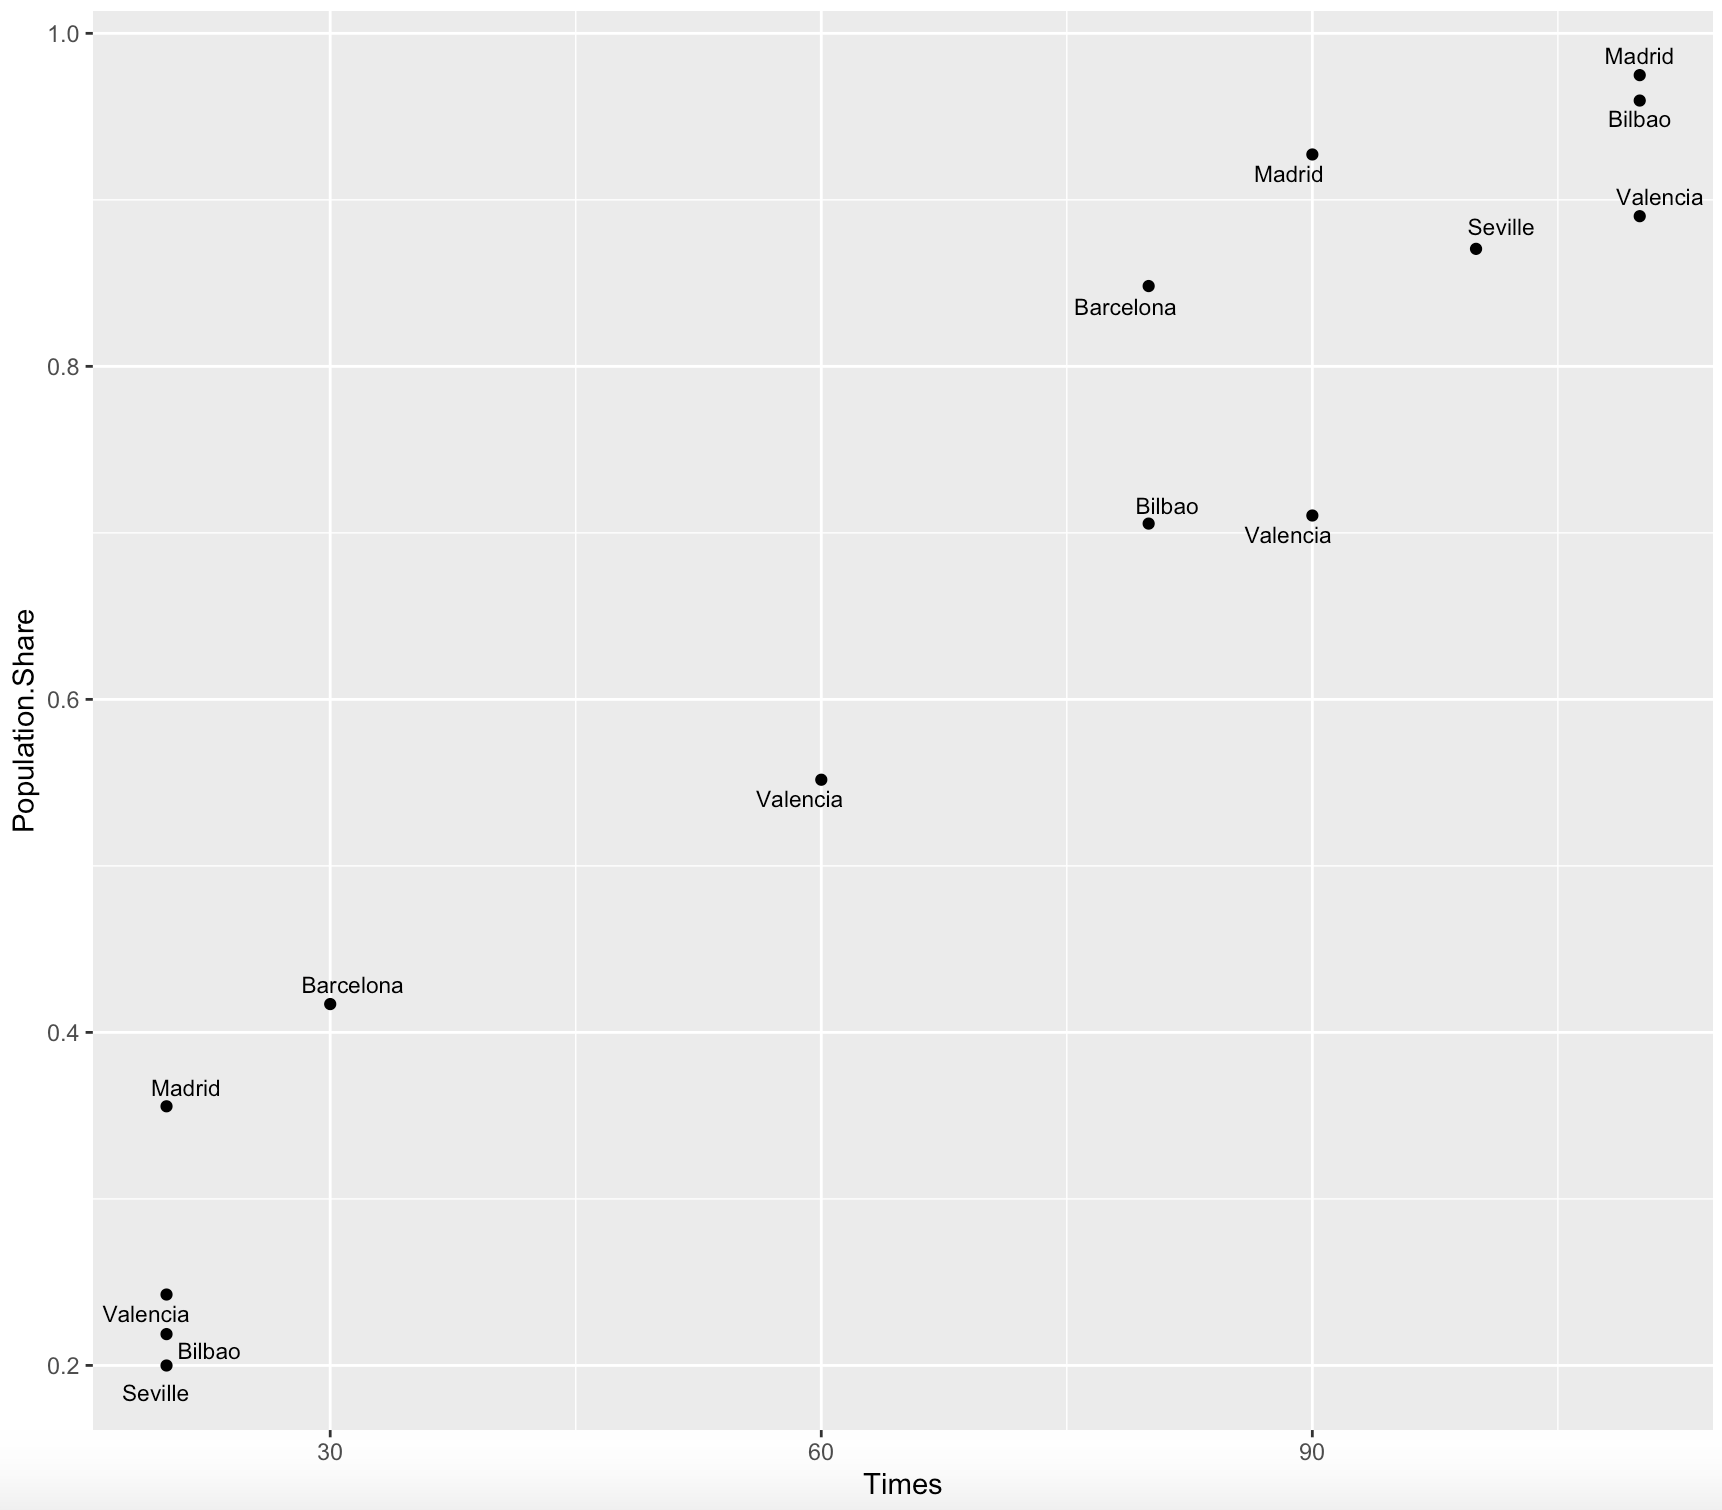 1.0
Madrid
Bilbao
Madrid
Valencia
Seville
Barcelona
0.8
Bilbao
Valencia
Population.Share
0.6
Valencia
Barcelona
0.4
Madrid
Valencia
Bilbao
0.2
Seville
30 60 90
Times